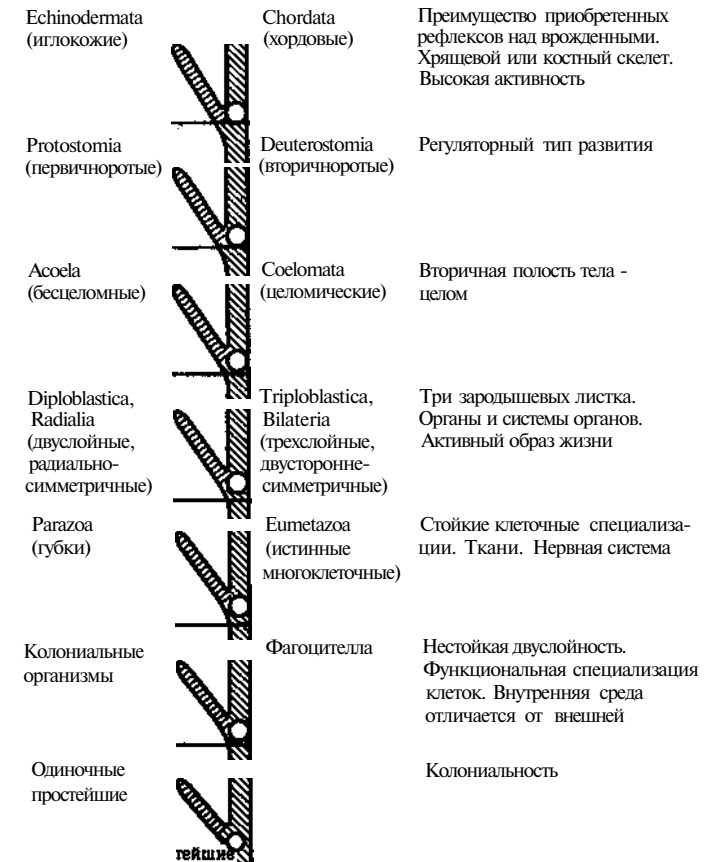 Echinodermata
(иглокожие)
Chordata
(хордовые)
Преимущество приобретенных
рефлексов над врожденными.
Хрящевой или костный скелет.
Высокая активность
Protostomia
(первичноротые)
Deuterostomia
(вторичноротые)
Регуляторный тип развития
Acoela
(бесцеломные)
Coelomata
(целомические)
Вторичная полость тела -
целом
Diploblastica,
Radialia
(двуслойные,
радиально-
симметричные)
Triploblastica,
Bilateria
(трехслойные,
двусторонне-
симметричные)
Три зародышевых листка.
Органы и системы органов.
Активный образ жизни
Parazoa
(губки)
Eumetazoa
(истинные
многоклеточные)
Стойкие клеточные специализа-
ции. Ткани. Нервная система
Колониальные
организмы
Фагоцителла
Нестойкая двуслойность.
Функциональная специализация
клеток. Внутренняя среда
отличается от внешней
Одиночные
простейшие
Колониальность
тейшие